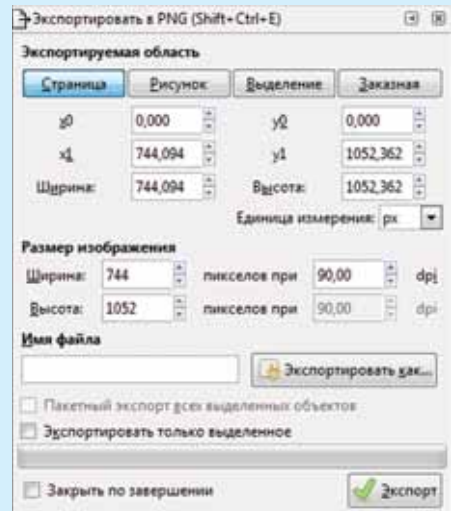 Экспортировать в PNG (Shift+Ctrl+E)
Экспортируемая область
Страница Рисунок Выделение Заказная
x0 0,000 y0 0,000
x1 744,094 y1 1052,362
Ширина: 744,094 Высота: 1052,362
Единица измерения: px
Размер изображения
Ширина: 744 пикселов при 90,00 dpi
Высота: 1052 пикселов при 90,00 dpi
Имя файла
Экспортировать как...
Пакетный экспорт всех выделенных объектов
Экспортировать только выделенное
Закрыть по завершении Экспорт